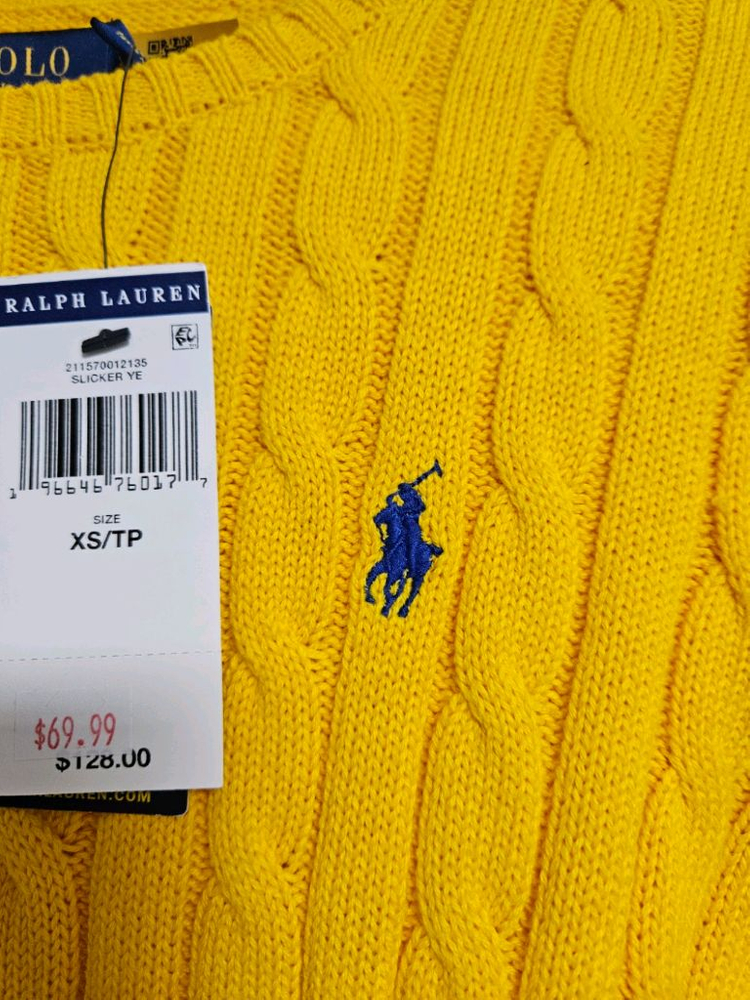 OLO
RALPH LAUREN
211570012135
SLICKER YE
1 96646 76017 7
SIZE
XS/TP
$69.99
$128.00
LAUREN.COM